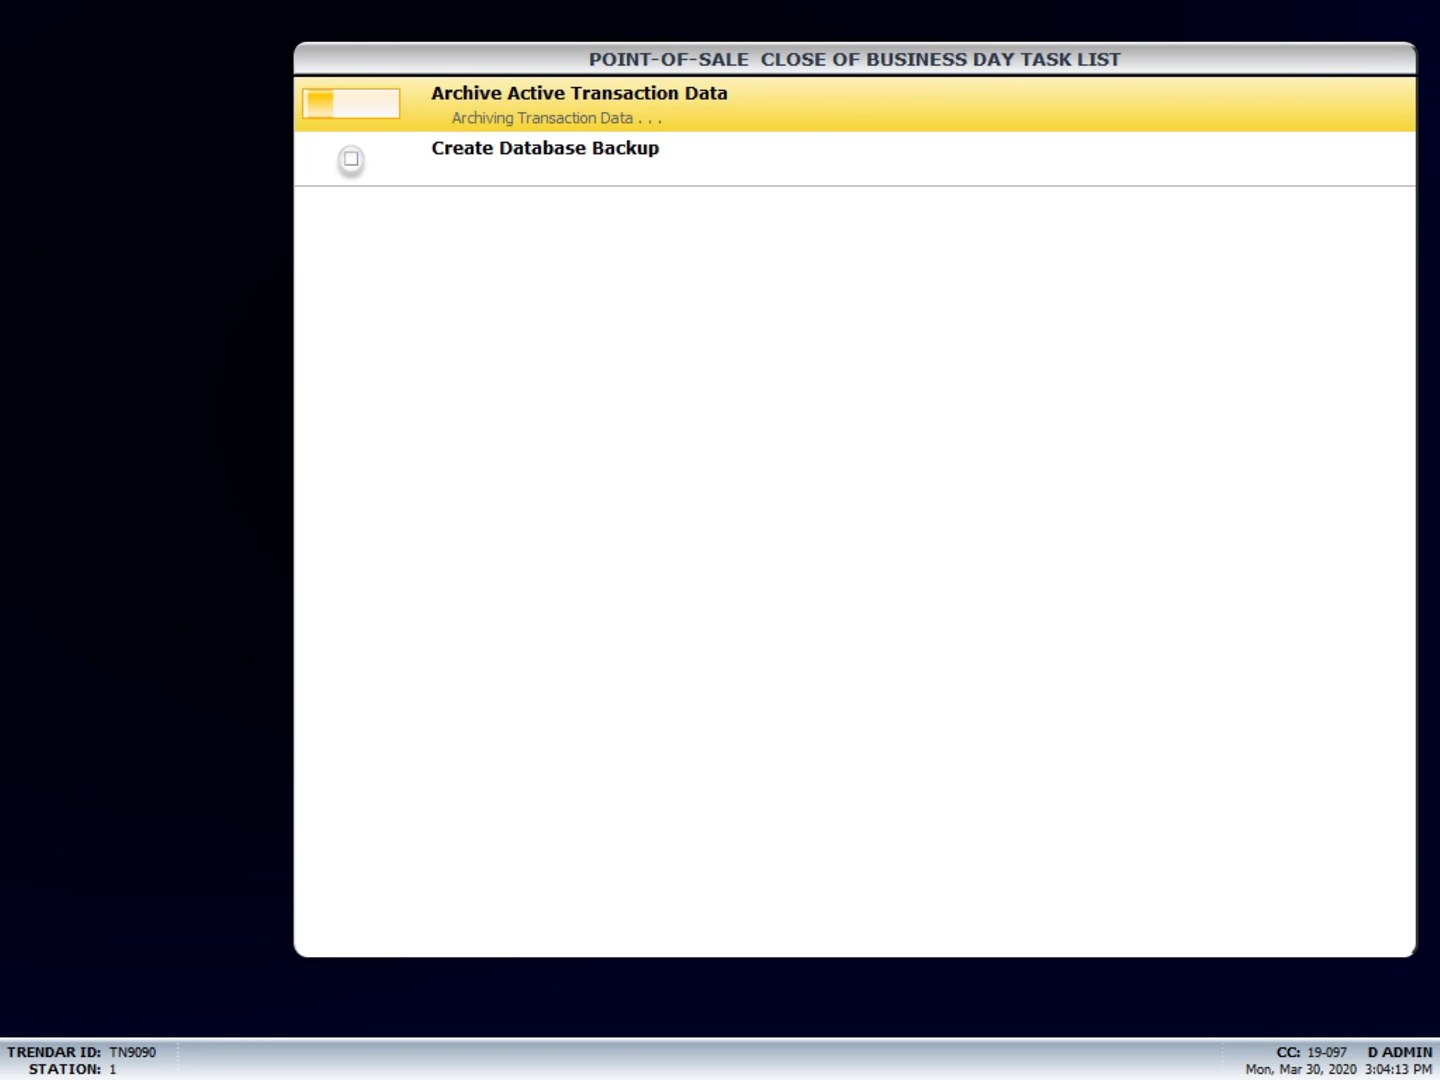 POINT-OF-SALE CLOSE OF BUSINESS DAY TASK LIST
Archive Active Transaction Data
Archiving Transaction Data . . .
Create Database Backup
TRENDAR ID: TN9090
STATION: 1
CC: 19-097 D ADMIN
Mon, Mar 30, 2020 3:04:13 PM